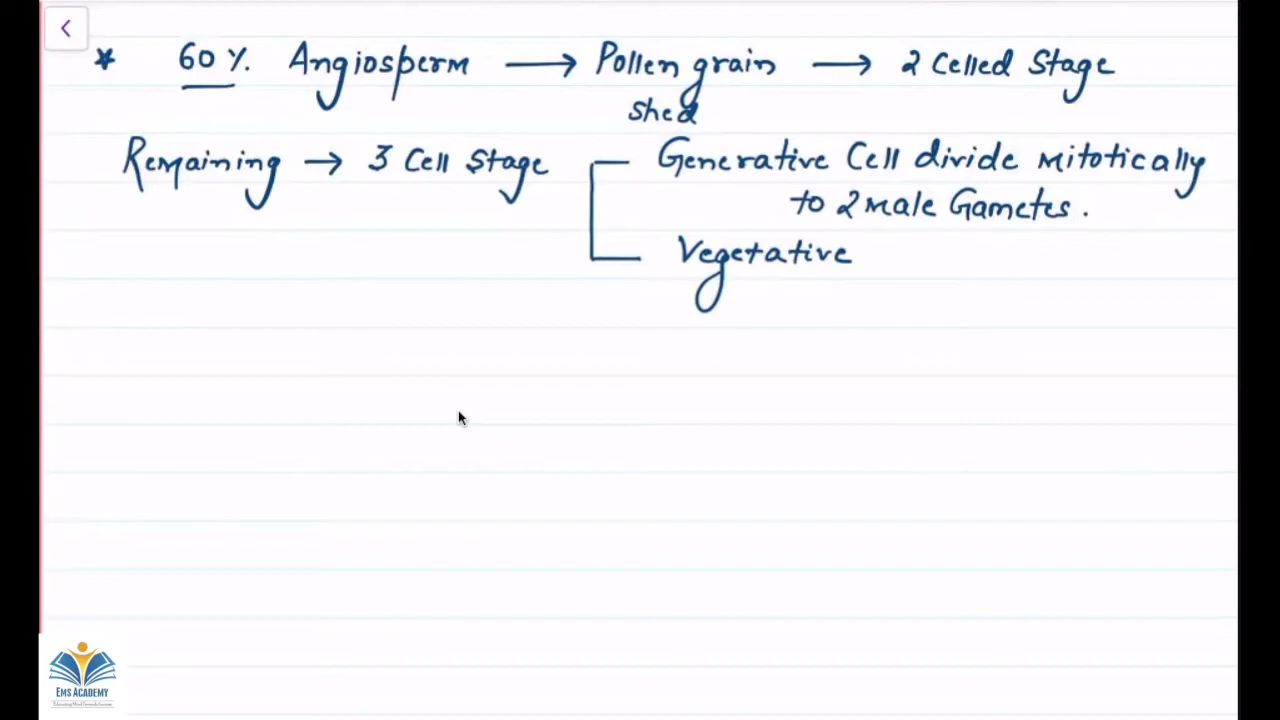 * 60 %. Angiosperm → Pollen grain → 2 Celled Stage
shed
Remaining → 3 Cell Stage
Generative Cell divide mitotically
to 2 male Gametes.
Vegetative
EMS ACADEMY